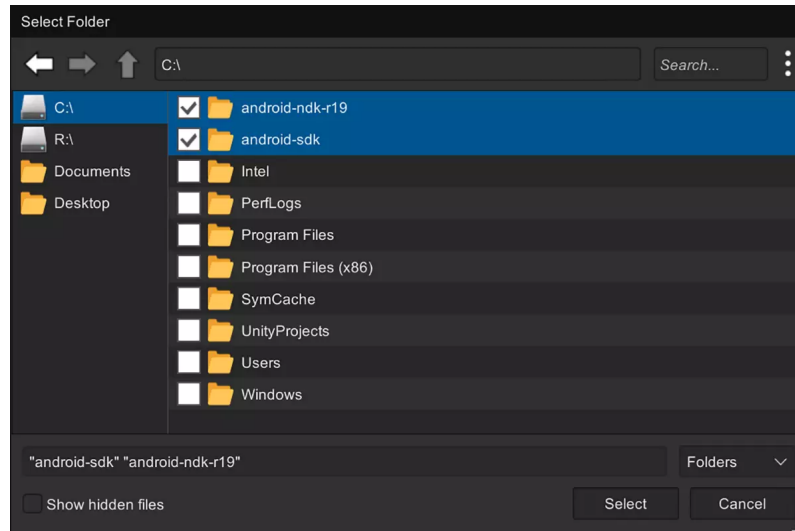 Select Folder
C:\ Search...
C:\
R:\
Documents
Desktop
android-ndk-r19
android-sdk
Intel
PerfLogs
Program Files
Program Files (x86)
SymCache
UnityProjects
Users
Windows
"android-sdk" "android-ndk-r19" Folders
Show hidden files Select Cancel